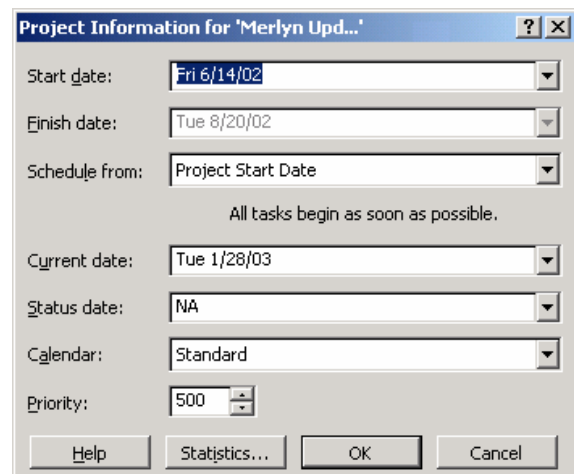 Project Information for 'Merlyn Upd...'
Start date: Fri 6/14/02
Finish date: Tue 8/20/02
Schedule from: Project Start Date
All tasks begin as soon as possible.
Current date: Tue 1/28/03
Status date: NA
Calendar: Standard
Priority: 500
Help Statistics... OK Cancel